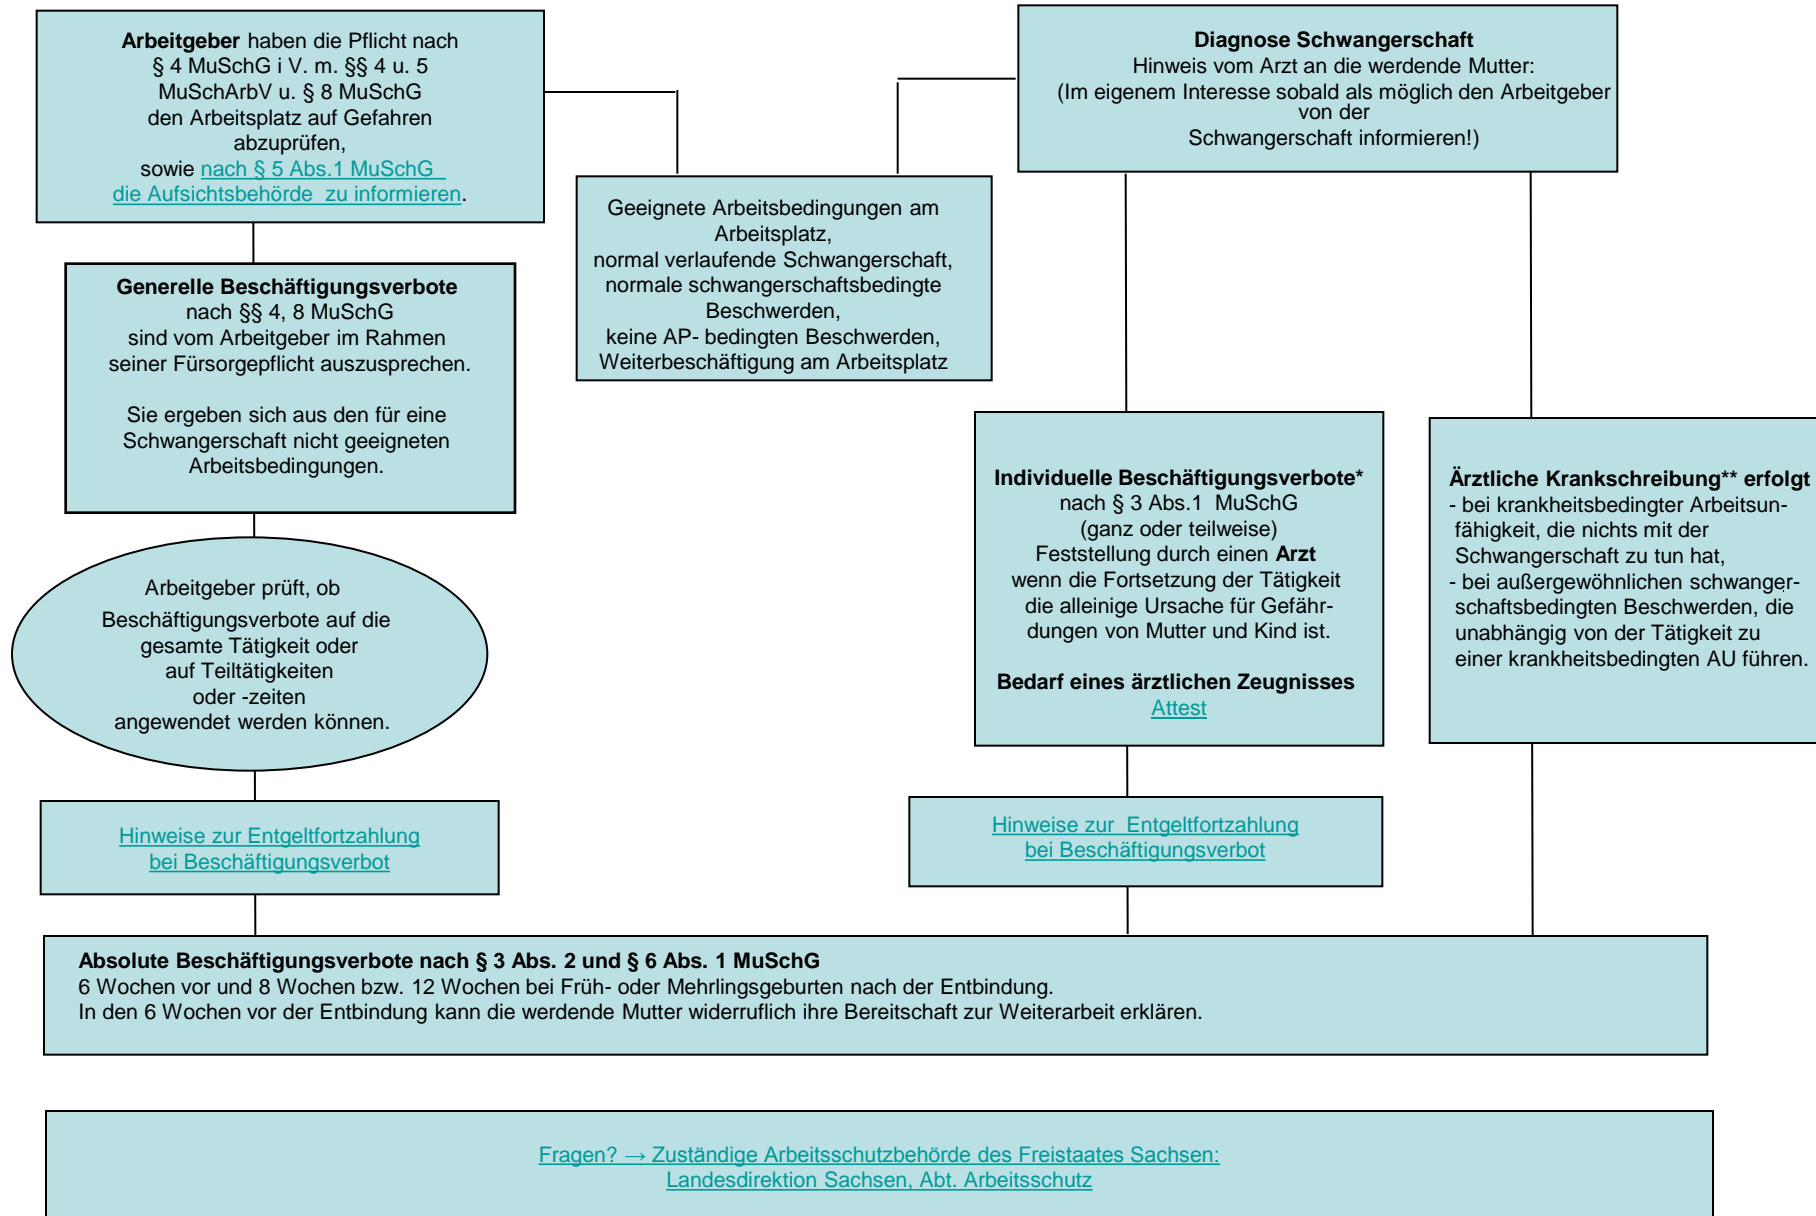 Arbeitgeber haben die Pflicht nach
§ 4 MuSchG i V. m. §§ 4 u. 5
MuSchArbV u. § 8 MuSchG
den Arbeitsplatz auf Gefahren
abzuprüfen,
sowie nach § 5 Abs.1 MuSchG
die Aufsichtsbehörde zu informieren.
Diagnose Schwangerschaft
Hinweis vom Arzt an die werdende Mutter:
(Im eigenem Interesse sobald als möglich den Arbeitgeber
von der
Schwangerschaft informieren!)
Geeignete Arbeitsbedingungen am
Arbeitsplatz,
normal verlaufende Schwangerschaft,
normale schwangerschaftsbedingte
Beschwerden,
keine AP- bedingten Beschwerden,
Weiterbeschäftigung am Arbeitsplatz
Generelle Beschäftigungsverbote
nach §§ 4, 8 MuSchG
sind vom Arbeitgeber im Rahmen
seiner Fürsorgepflicht auszusprechen.
Sie ergeben sich aus den für eine
Schwangerschaft nicht geeigneten
Arbeitsbedingungen.
Arbeitgeber prüft, ob
Beschäftigungsverbote auf die
gesamte Tätigkeit oder
auf Teiltätigkeiten
oder -zeiten
angewendet werden können.
Individuelle Beschäftigungsverbote*
nach § 3 Abs.1 MuSchG
(ganz oder teilweise)
Feststellung durch einen Arzt
wenn die Fortsetzung der Tätigkeit
die alleinige Ursache für Gefähr-
dungen von Mutter und Kind ist.
Bedarf eines ärztlichen Zeugnisses
Attest
Ärztliche Krankschreibung** erfolgt
- bei krankheitsbedingter Arbeitsun-
fähigkeit, die nichts mit der
Schwangerschaft zu tun hat,
- bei außergewöhnlichen schwanger-
schaftsbedingten Beschwerden, die
unabhängig von der Tätigkeit zu
einer krankheitsbedingten AU führen.
Hinweise zur Entgeltfortzahlung
bei Beschäftigungsverbot
Hinweise zur Entgeltfortzahlung
bei Beschäftigungsverbot
Absolute Beschäftigungsverbote nach § 3 Abs. 2 und § 6 Abs. 1 MuSchG
6 Wochen vor und 8 Wochen bzw. 12 Wochen bei Früh- oder Mehrlingsgeburten nach der Entbindung.
In den 6 Wochen vor der Entbindung kann die werdende Mutter widerruflich ihre Bereitschaft zur Weiterarbeit erklären.
Fragen? → Zuständige Arbeitsschutzbehörde des Freistaates Sachsen:
Landesdirektion Sachsen, Abt. Arbeitsschutz